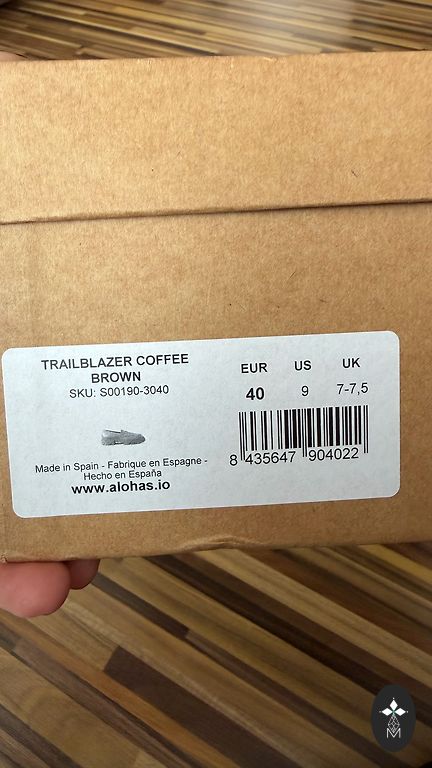 TRAILBLAZER COFFEE
BROWN
SKU: S00190-3040
Made in Spain - Fabrique en Espagne -
Hecho en España
www.alohas.io
EUR US UK
40 9 7-7,5
8 435647 904022
M